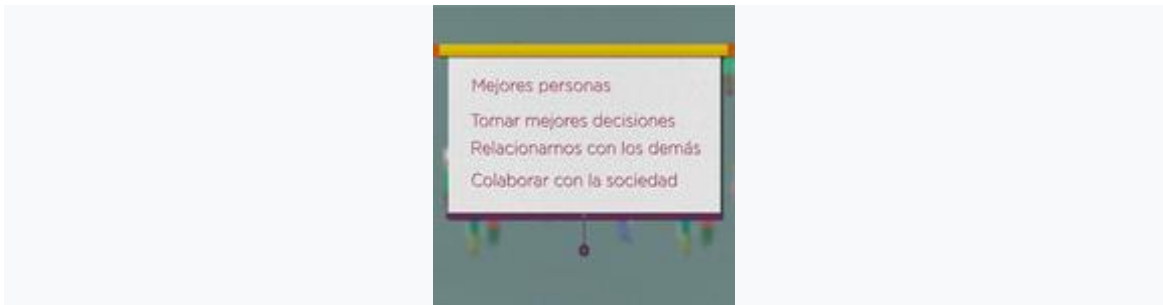 Mejores personas
Tomar mejores decisiones
Relacionarnos con los demás
Colaborar con la sociedad